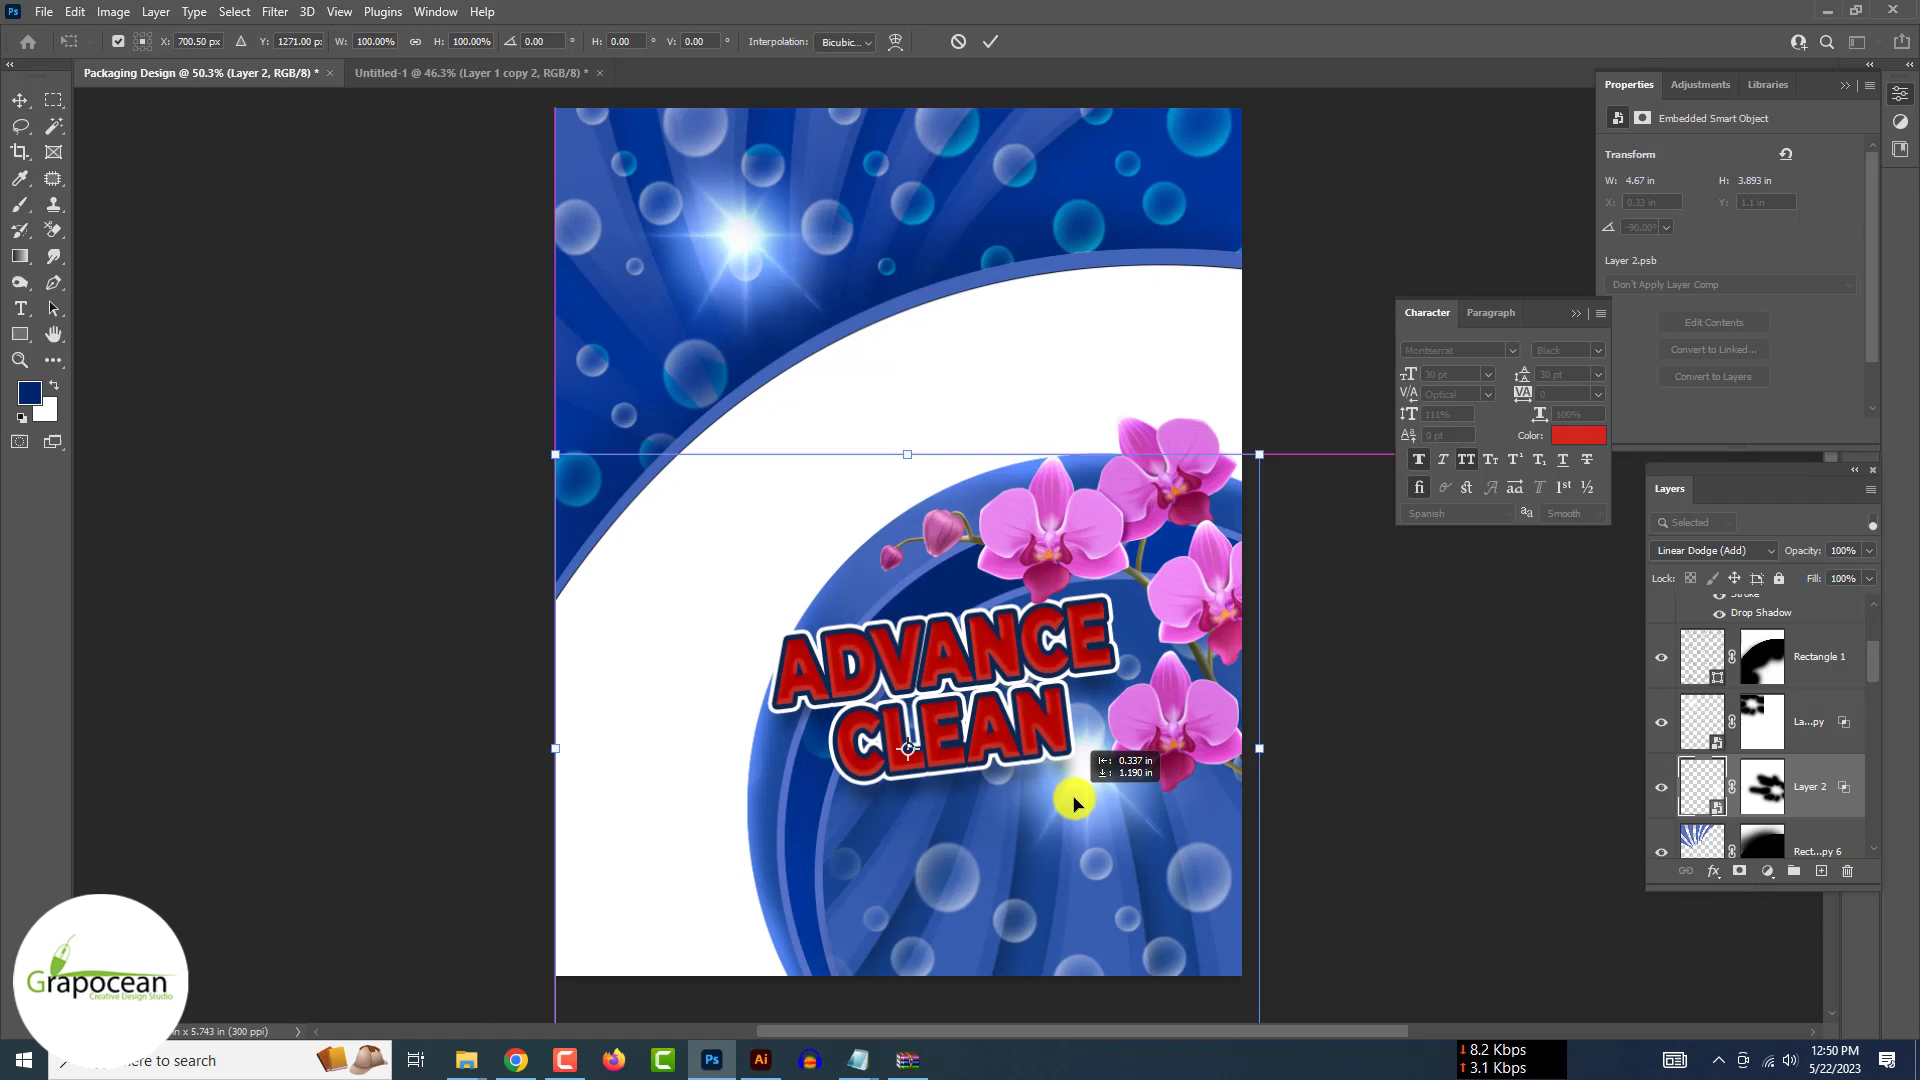 File Edit Image Layer Type Select Filter 3D View Plugins Window Help
X: 700.50 px Y: 1271.00 px W: 100.00% H: 100.00% 0.00 ° H: 0.00 ° V: 0.00 ° Interpolation: Bicubic...
Packaging Design @ 50.3% (Layer 2, RGB/8) * × Untitled-1 @ 46.3% (Layer 1 copy 2, RGB/8) * ×
Properties Adjustments Libraries
Embedded Smart Object
Transform
W: 4.67 in H: 3.893 in
X: 0.33 in Y: 1.1 in
-90.00°
Layer 2.psb
Don't Apply Layer Comp
Edit Contents
Convert to Linked...
Convert to Layers
Character Paragraph
Montserrat Black
30 pt 30 pt
Optical 0
111% 100%
0 pt Color:
Spanish Smooth
Layers
Selected
Linear Dodge (Add) Opacity: 100%
Lock: Fill: 100%
Stroke
Drop Shadow
Rectangle 1
La...py
Layer 2
Rect...py 6
ADVANCE
CLEAN
0.337 in
1.190 in
Grapocean
Creative Design Studio
in x 5.743 in (300 ppi)
here to search
8.2 Kbps
3.1 Kbps
12:50 PM
5/22/2023